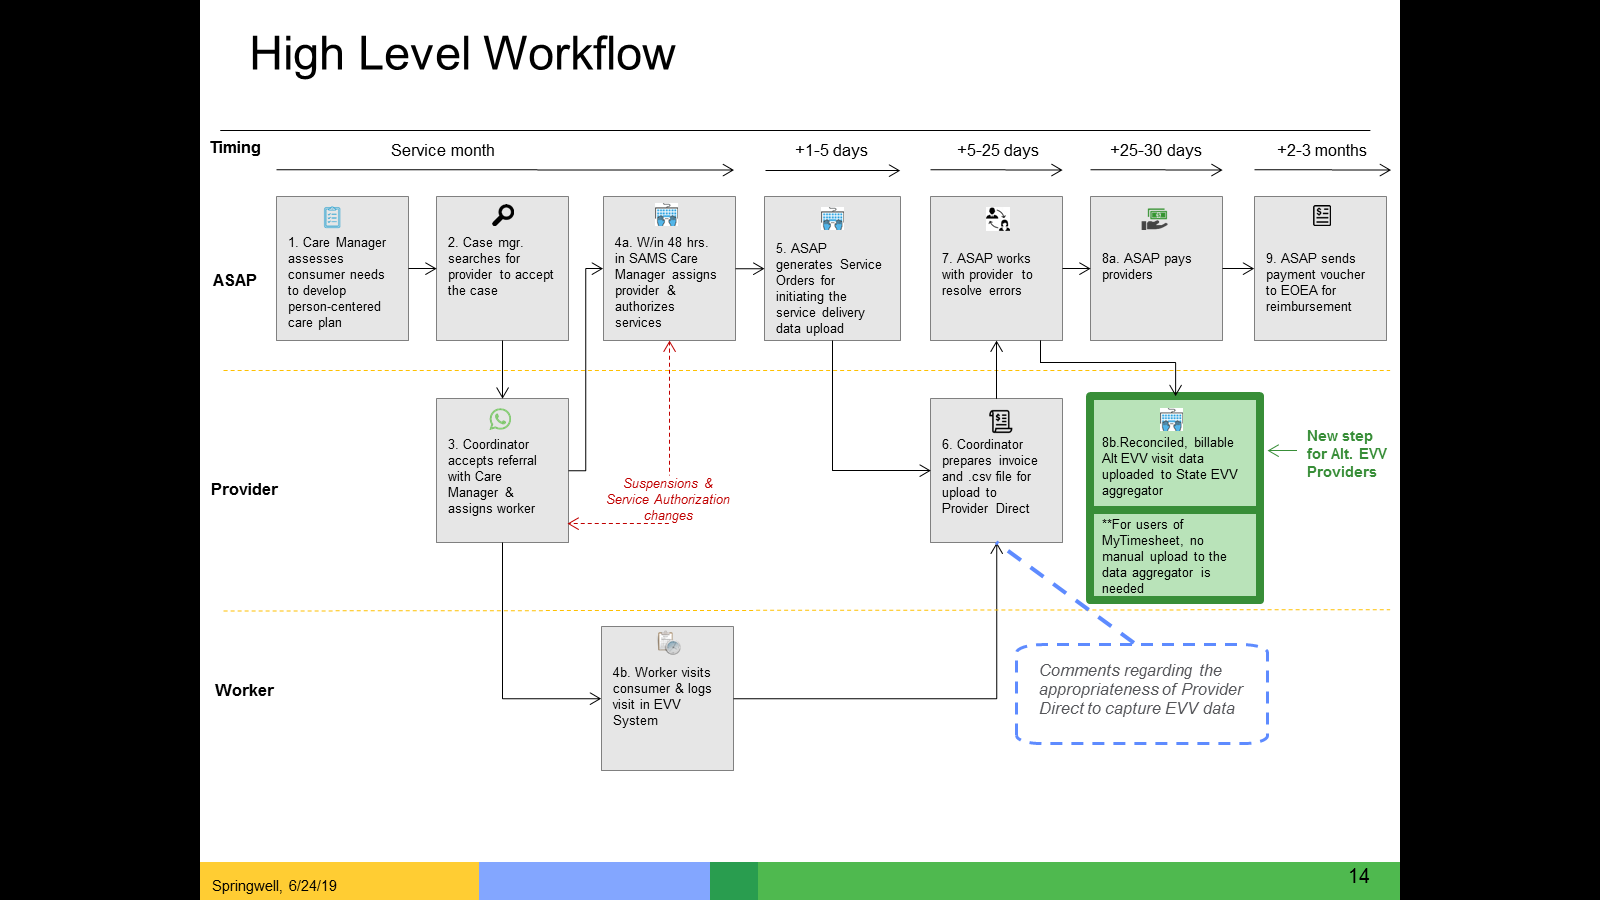 High Level Workflow
Timing
Service month
+1-5 days
+5-25 days
+25-30 days
+2-3 months
ASAP
1. Care Manager
assesses
consumer needs
to develop
person-centered
care plan
2. Case mgr.
searches for
provider to accept
the case
4a. W/in 48 hrs.
in SAMS Care
Manager assigns
provider &
authorizes
services
5. ASAP
generates Service
Orders for
initiating the
service delivery
data upload
7. ASAP works
with provider to
resolve errors
8a. ASAP pays
providers
9. ASAP sends
payment voucher
to EOEA for
reimbursement
Provider
3. Coordinator
accepts referral
with Care
Manager &
assigns worker
Suspensions &
Service Authorization
changes
6. Coordinator
prepares invoice
and .csv file for
upload to
Provider Direct
8b.Reconciled, billable
Alt EVV visit data
uploaded to State EVV
aggregator
**For users of
MyTimesheet, no
manual upload to the
data aggregator is
needed
New step
for Alt. EVV
Providers
Worker
4b. Worker visits
consumer & logs
visit in EVV
System
Comments regarding the
appropriateness of Provider
Direct to capture EVV data
Springwell, 6/24/19
14